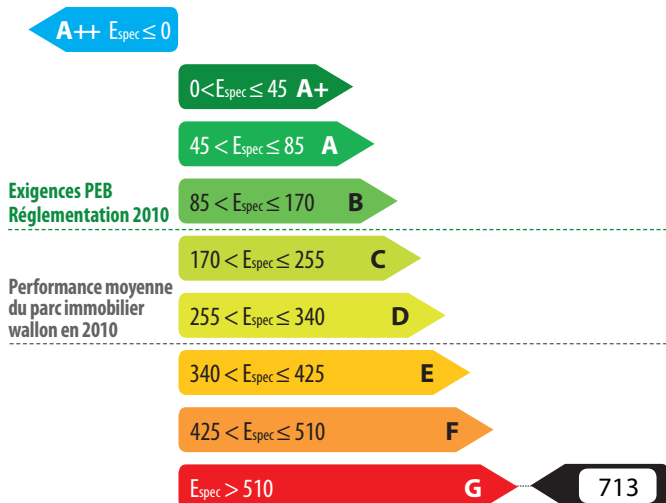 A++ Espec ≤ 0
0 < Espec ≤ 45 A+
45 < Espec ≤ 85 A
Exigences PEB
Réglementation 2010
85 < Espec ≤ 170 B
170 < Espec ≤ 255 C
Performance moyenne
du parc immobilier
wallon en 2010
255 < Espec ≤ 340 D
340 < Espec ≤ 425 E
425 < Espec ≤ 510 F
Espec > 510 G 713